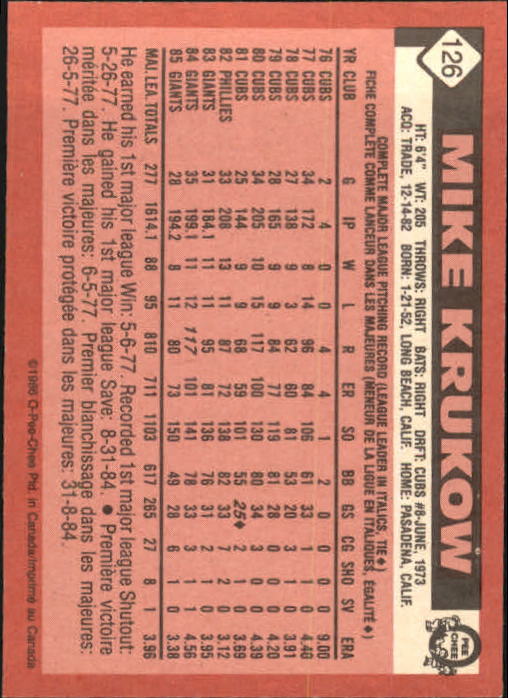 126
MIKE KRUKOW
O-PEE-CHEE
HT: 6'4" WT: 205 THROWS: RIGHT BATS: RIGHT DRFT: CUBS #8-JUNE, 1973
ACQ: TRADE, 12-14-82 BORN: 1-21-52, LONG BEACH, CALIF. HOME: PASADENA, CALIF.
COMPLETE MAJOR LEAGUE PITCHING RECORD (LEAGUE LEADER IN ITALICS, TIE♦)
FICHE COMPLÈTE COMME LANCEUR DANS LES MAJEURES (MENEUR DE LA LIGUE EN ITALIQUES, ÉGALITÉ♦)
YR CLUB G IP W L R ER SO BB GS CG SHO SV ERA
76 CUBS 2 4 0 0 4 4 1 2 0 0 0 0 9.00
77 CUBS 34 172 8 14 96 84 106 61 33 1 1 0 4.40
78 CUBS 27 138 9 3 62 60 81 53 20 3 1 0 3.91
79 CUBS 28 165 9 9 84 77 119 81 28 0 0 0 4.20
80 CUBS 34 205 10 15 117 100 130 80 34 3 0 0 4.39
81 CUBS 25 144 9 9 68 59 101 55 25♦ 2 1 0 3.69
82 PHILLIES 33 208 13 11 87 72 138 82 33 7 2 0 3.12
83 GIANTS 31 184.1 11 11 95 81 136 76 31 2 1 0 3.95
84 GIANTS 35 199.1 11 12 117 101 141 78 33 3 1 1 4.56
85 GIANTS 28 194.2 8 11 80 73 150 49 28 6 1 0 3.38
MAJ. LEA. TOTALS 277 1614.1 88 95 810 711 1103 617 265 27 8 1 3.96
He earned his 1st major league Win: 5-6-77. Recorded 1st major league Shutout:
5-26-77. He gained his 1st major league Save: 8-31-84. ● Première victoire
méritée dans les majeures: 6-5-77. Premier blanchissage dans les majeures:
26-5-77. Première victoire protégée dans les majeures: 31-8-84.
©1986 O-Pee-Chee Ptd. in Canada/Imprimé au Canada